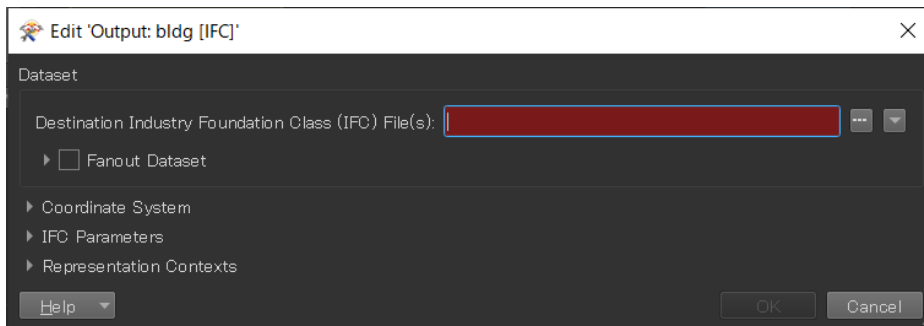 Edit 'Output: bldg [IFC]'
Dataset
Destination Industry Foundation Class (IFC) File(s):
Fanout Dataset
Coordinate System
IFC Parameters
Representation Contexts
Help OK Cancel